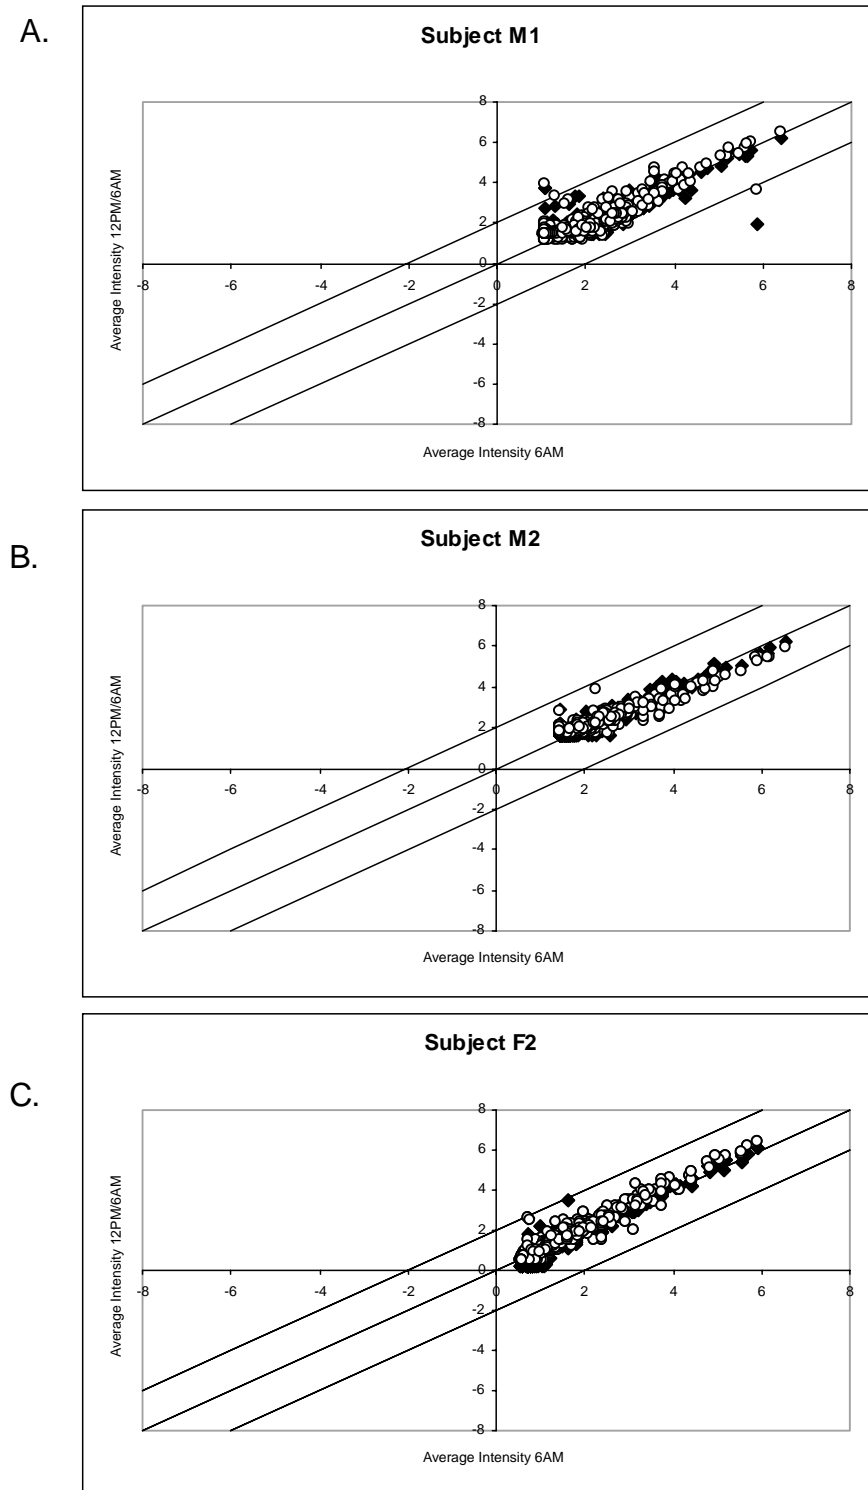 A.
Subject M1
Average Intensity 12PM/6AM
8
6
4
2
0
-2
-4
-6
-8
-8 -6 -4 -2 0 2 4 6 8
Average Intensity 6AM
B.
Subject M2
Average Intensity 12PM/6AM
8
6
4
2
0
-2
-4
-6
-8
-8 -6 -4 -2 0 2 4 6 8
Average Intensity 6AM
C.
Subject F2
Average Intensity 12PM/6AM
8
6
4
2
0
-2
-4
-6
-8
-8 -6 -4 -2 0 2 4 6 8
Average Intensity 6AM